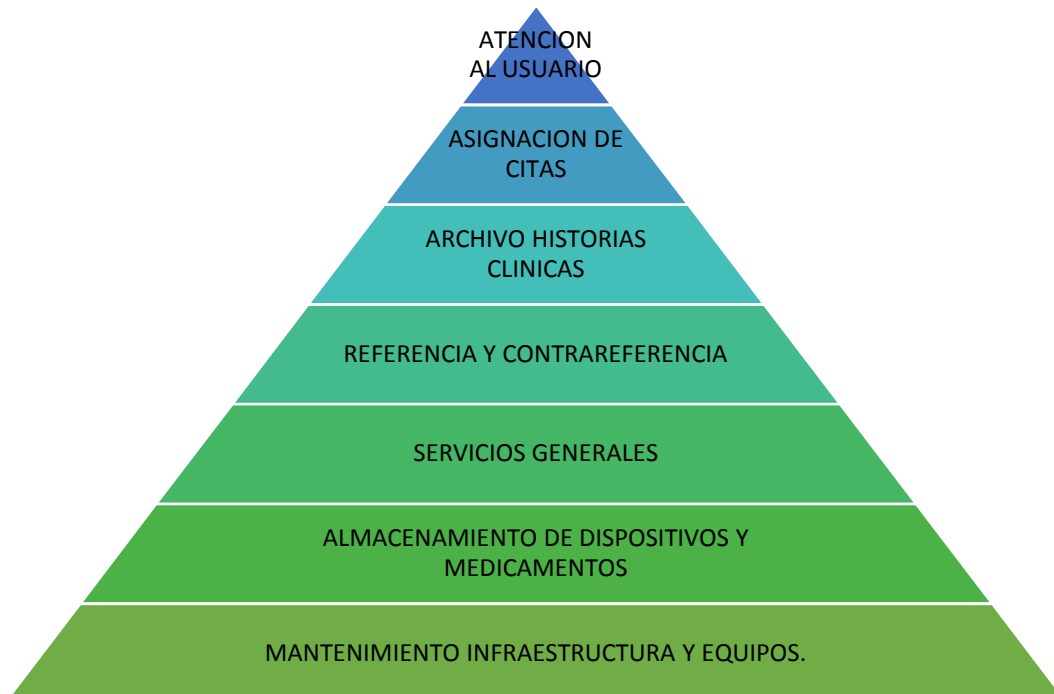 ATENCION
AL USUARIO
ASIGNACION DE
CITAS
ARCHIVO HISTORIAS
CLINICAS
REFERENCIA Y CONTRAREFERENCIA
SERVICIOS GENERALES
ALMACENAMIENTO DE DISPOSITIVOS Y
MEDICAMENTOS
MANTENIMIENTO INFRAESTRUCTURA Y EQUIPOS.